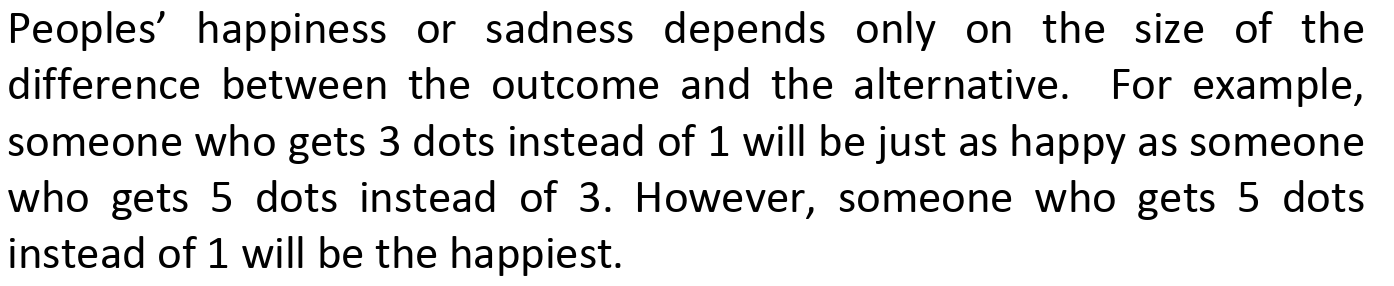 Peoples’ happiness or sadness depends only on the size of the
difference between the outcome and the alternative.  For example,
someone who gets 3 dots instead of 1 will be just as happy as someone
who gets 5 dots instead of 3. However, someone who gets 5 dots
instead of 1 will be the happiest.